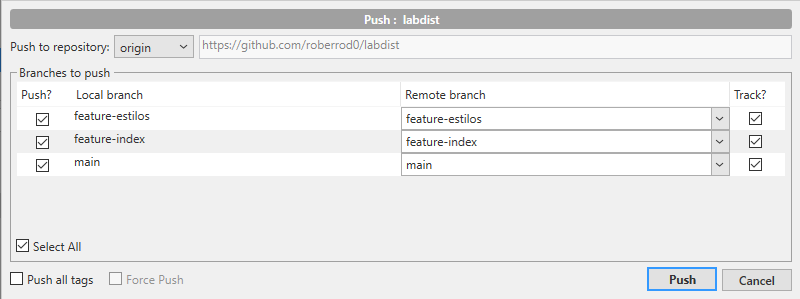 Push : labdist
Push to repository: origin https://github.com/roberrod0/labdist
Branches to push
Push? Local branch Remote branch Track?
feature-estilos feature-estilos
feature-index feature-index
main main
Select All
Push all tags Force Push Push Cancel